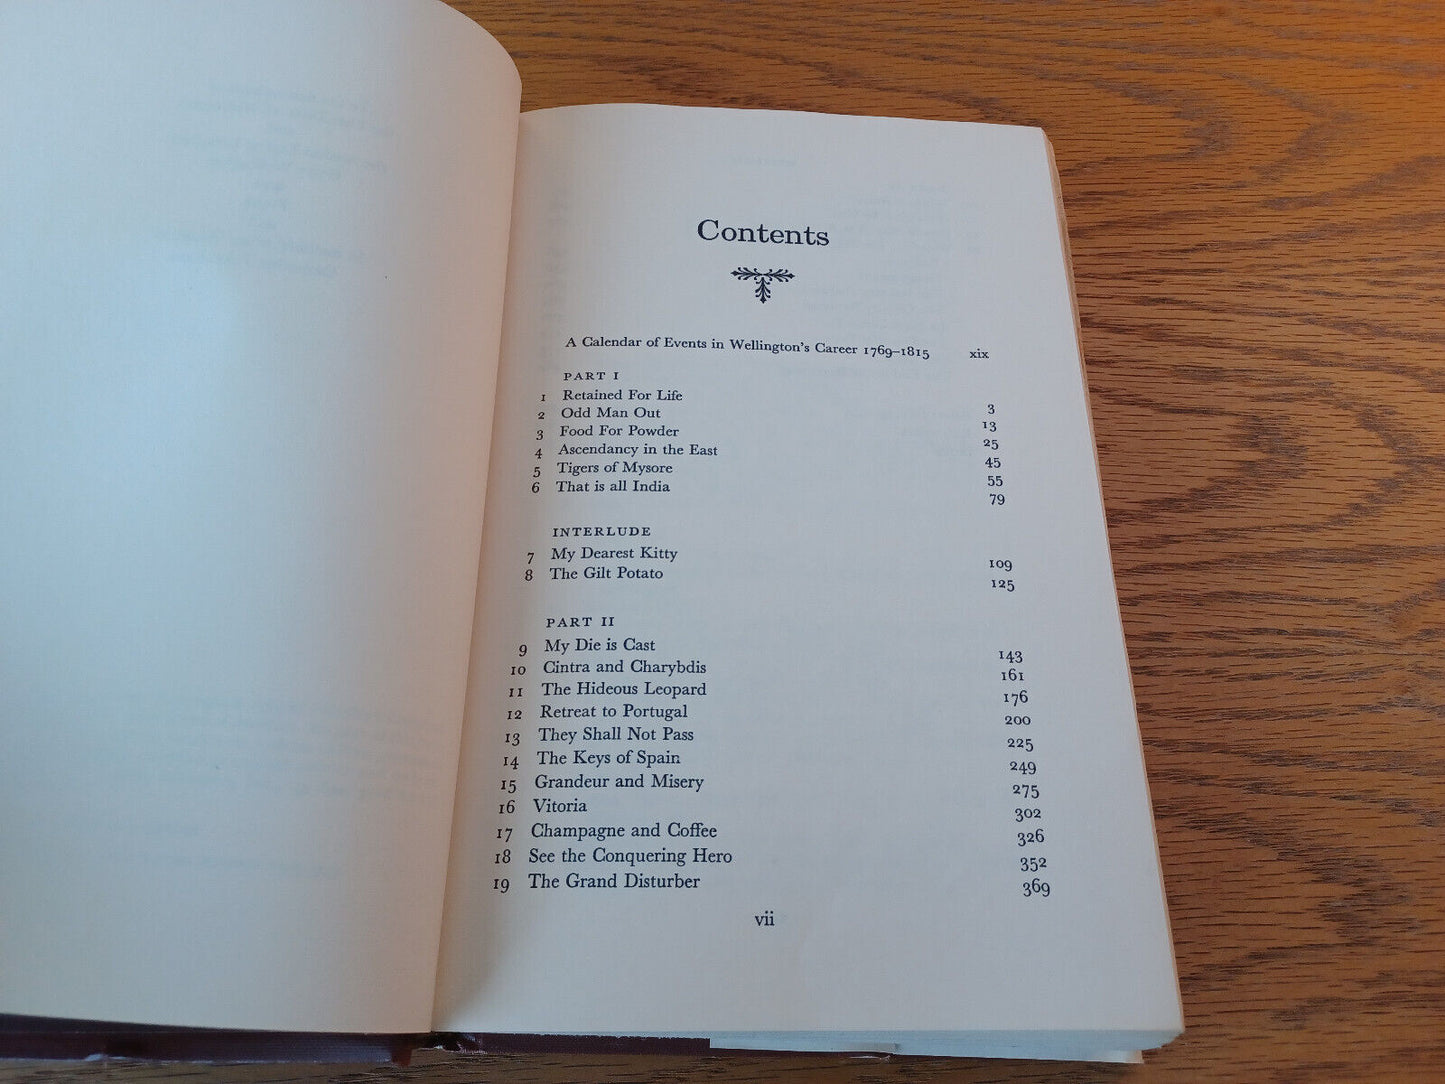 Contents
A Calendar of Events in Wellington's Career 1769–1815 xix
PART I
1 Retained For Life 3
2 Odd Man Out 13
3 Food For Powder 25
4 Ascendancy in the East 45
5 Tigers of Mysore 55
6 That is all India 79
INTERLUDE
7 My Dearest Kitty 109
8 The Gilt Potato 125
PART II
9 My Die is Cast 143
10 Cintra and Charybdis 161
11 The Hideous Leopard 176
12 Retreat to Portugal 200
13 They Shall Not Pass 225
14 The Keys of Spain 249
15 Grandeur and Misery 275
16 Vitoria 302
17 Champagne and Coffee 326
18 See the Conquering Hero 352
19 The Grand Disturber 369
vii